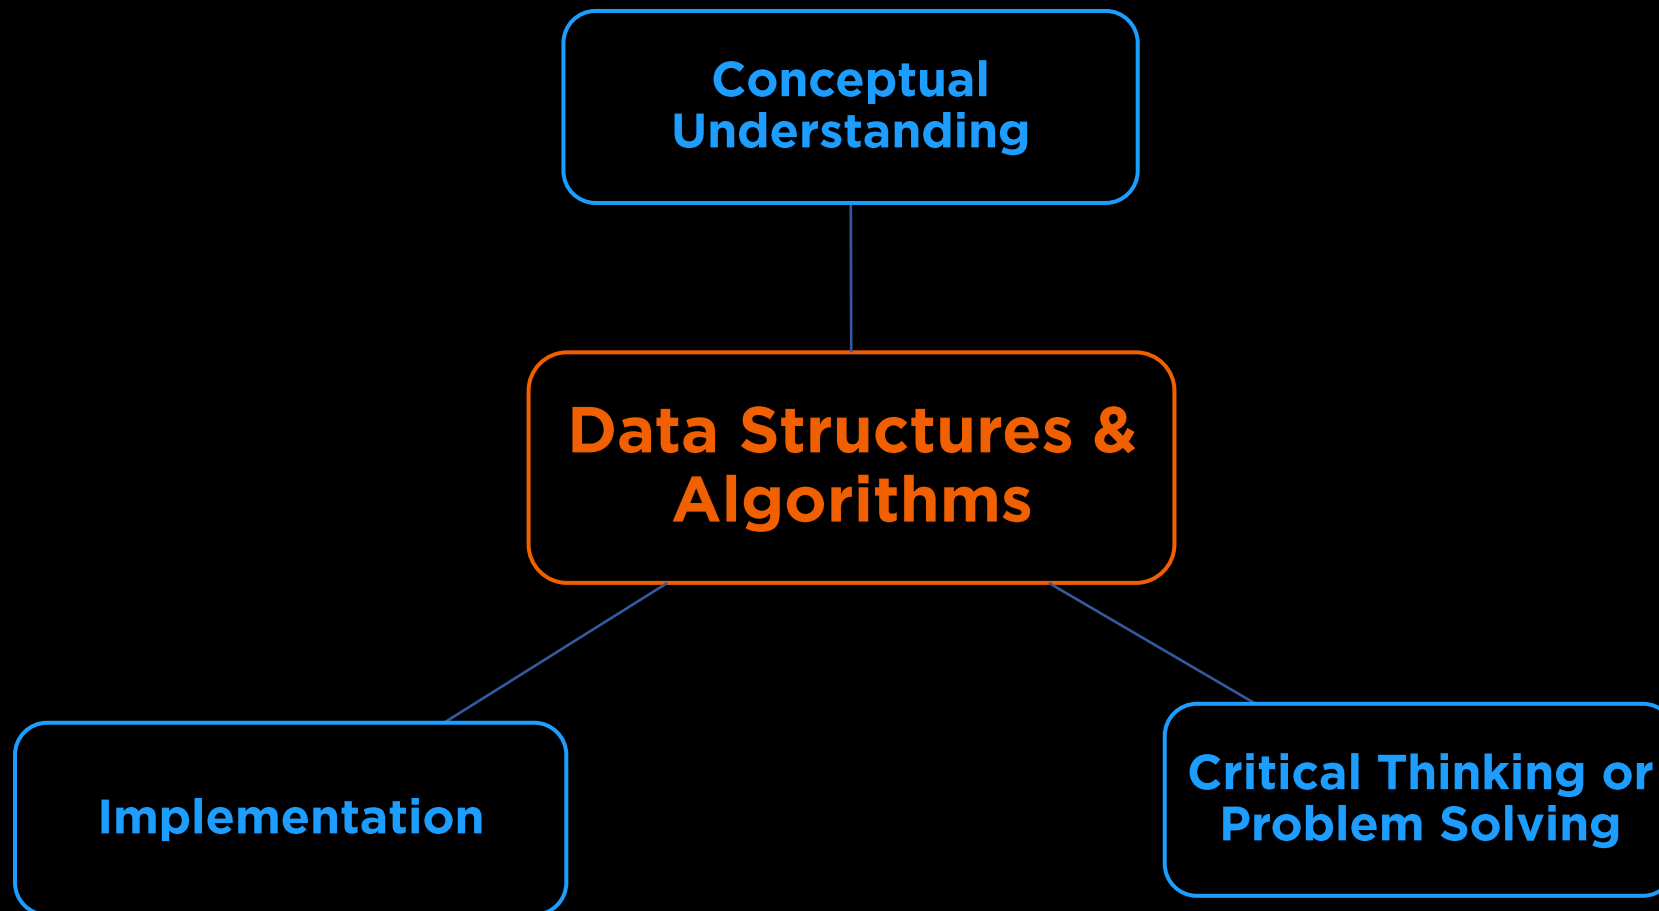 Conceptual
Understanding
Data Structures &
Algorithms
Implementation
Critical Thinking or
Problem Solving